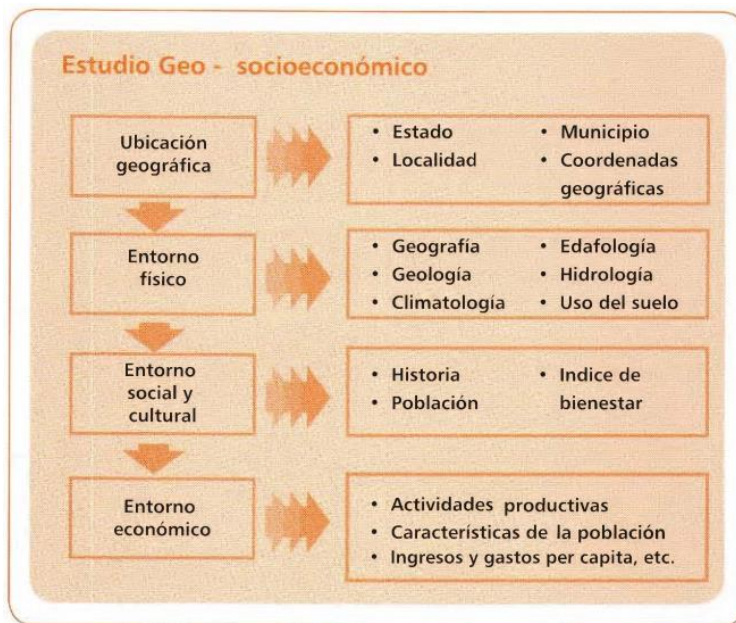 Estudio Geo - socioeconómico
Ubicación
geográfica
• Estado
• Localidad
• Municipio
• Coordenadas
geográficas
Entorno
físico
• Geografía
• Geología
• Climatología
• Edafología
• Hidrología
• Uso del suelo
Entorno
social y
cultural
• Historia
• Población
• Indice de
bienestar
Entorno
económico
• Actividades productivas
• Características de la población
• Ingresos y gastos per capita, etc.